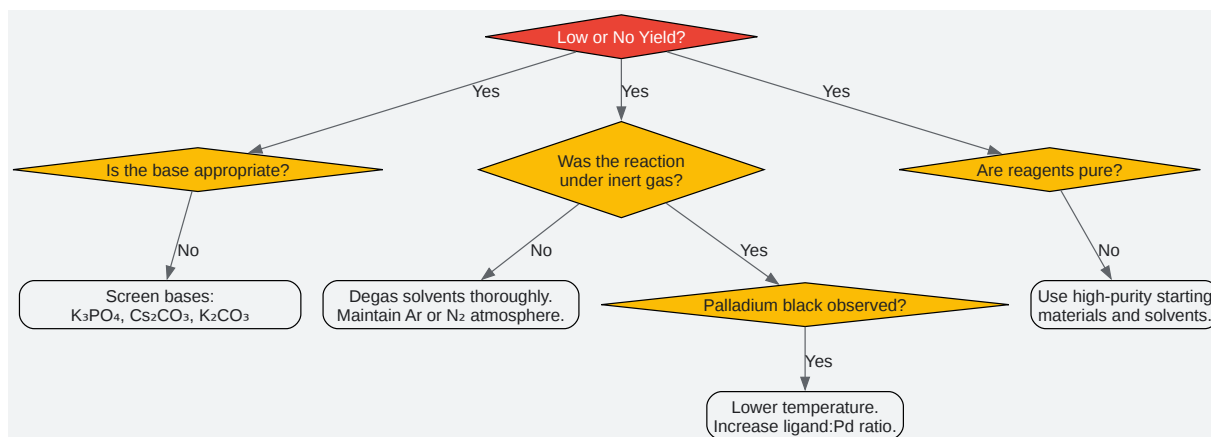 Low or No Yield?
Yes
Yes
Yes
Is the base appropriate?
Was the reaction
under inert gas?
Are reagents pure?
No
No
Yes
No
Screen bases:
K₃PO₄, Cs₂CO₃, K₂CO₃
Degas solvents thoroughly.
Maintain Ar or N₂ atmosphere.
Palladium black observed?
Use high-purity starting
materials and solvents.
Yes
Lower temperature.
Increase ligand:Pd ratio.